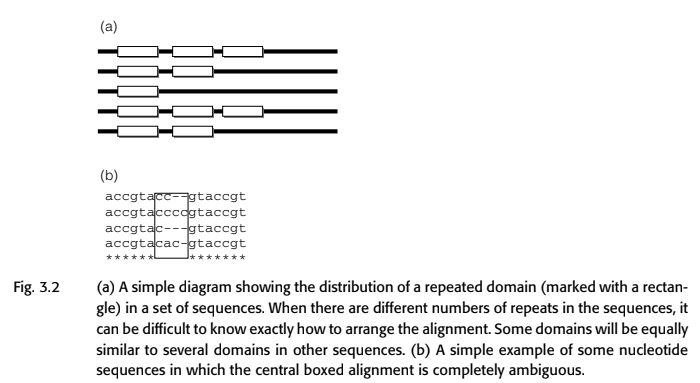 (a)
(b)
accgtacc--gtaccgt
accgtaccccgtaccgt
accgtac---gtaccgt
accgtacac-gtaccgt
******    *******
Fig. 3.2 (a) A simple diagram showing the distribution of a repeated domain (marked with a rectan-
gle) in a set of sequences. When there are different numbers of repeats in the sequences, it
can be difficult to know exactly how to arrange the alignment. Some domains will be equally
similar to several domains in other sequences. (b) A simple example of some nucleotide
sequences in which the central boxed alignment is completely ambiguous.